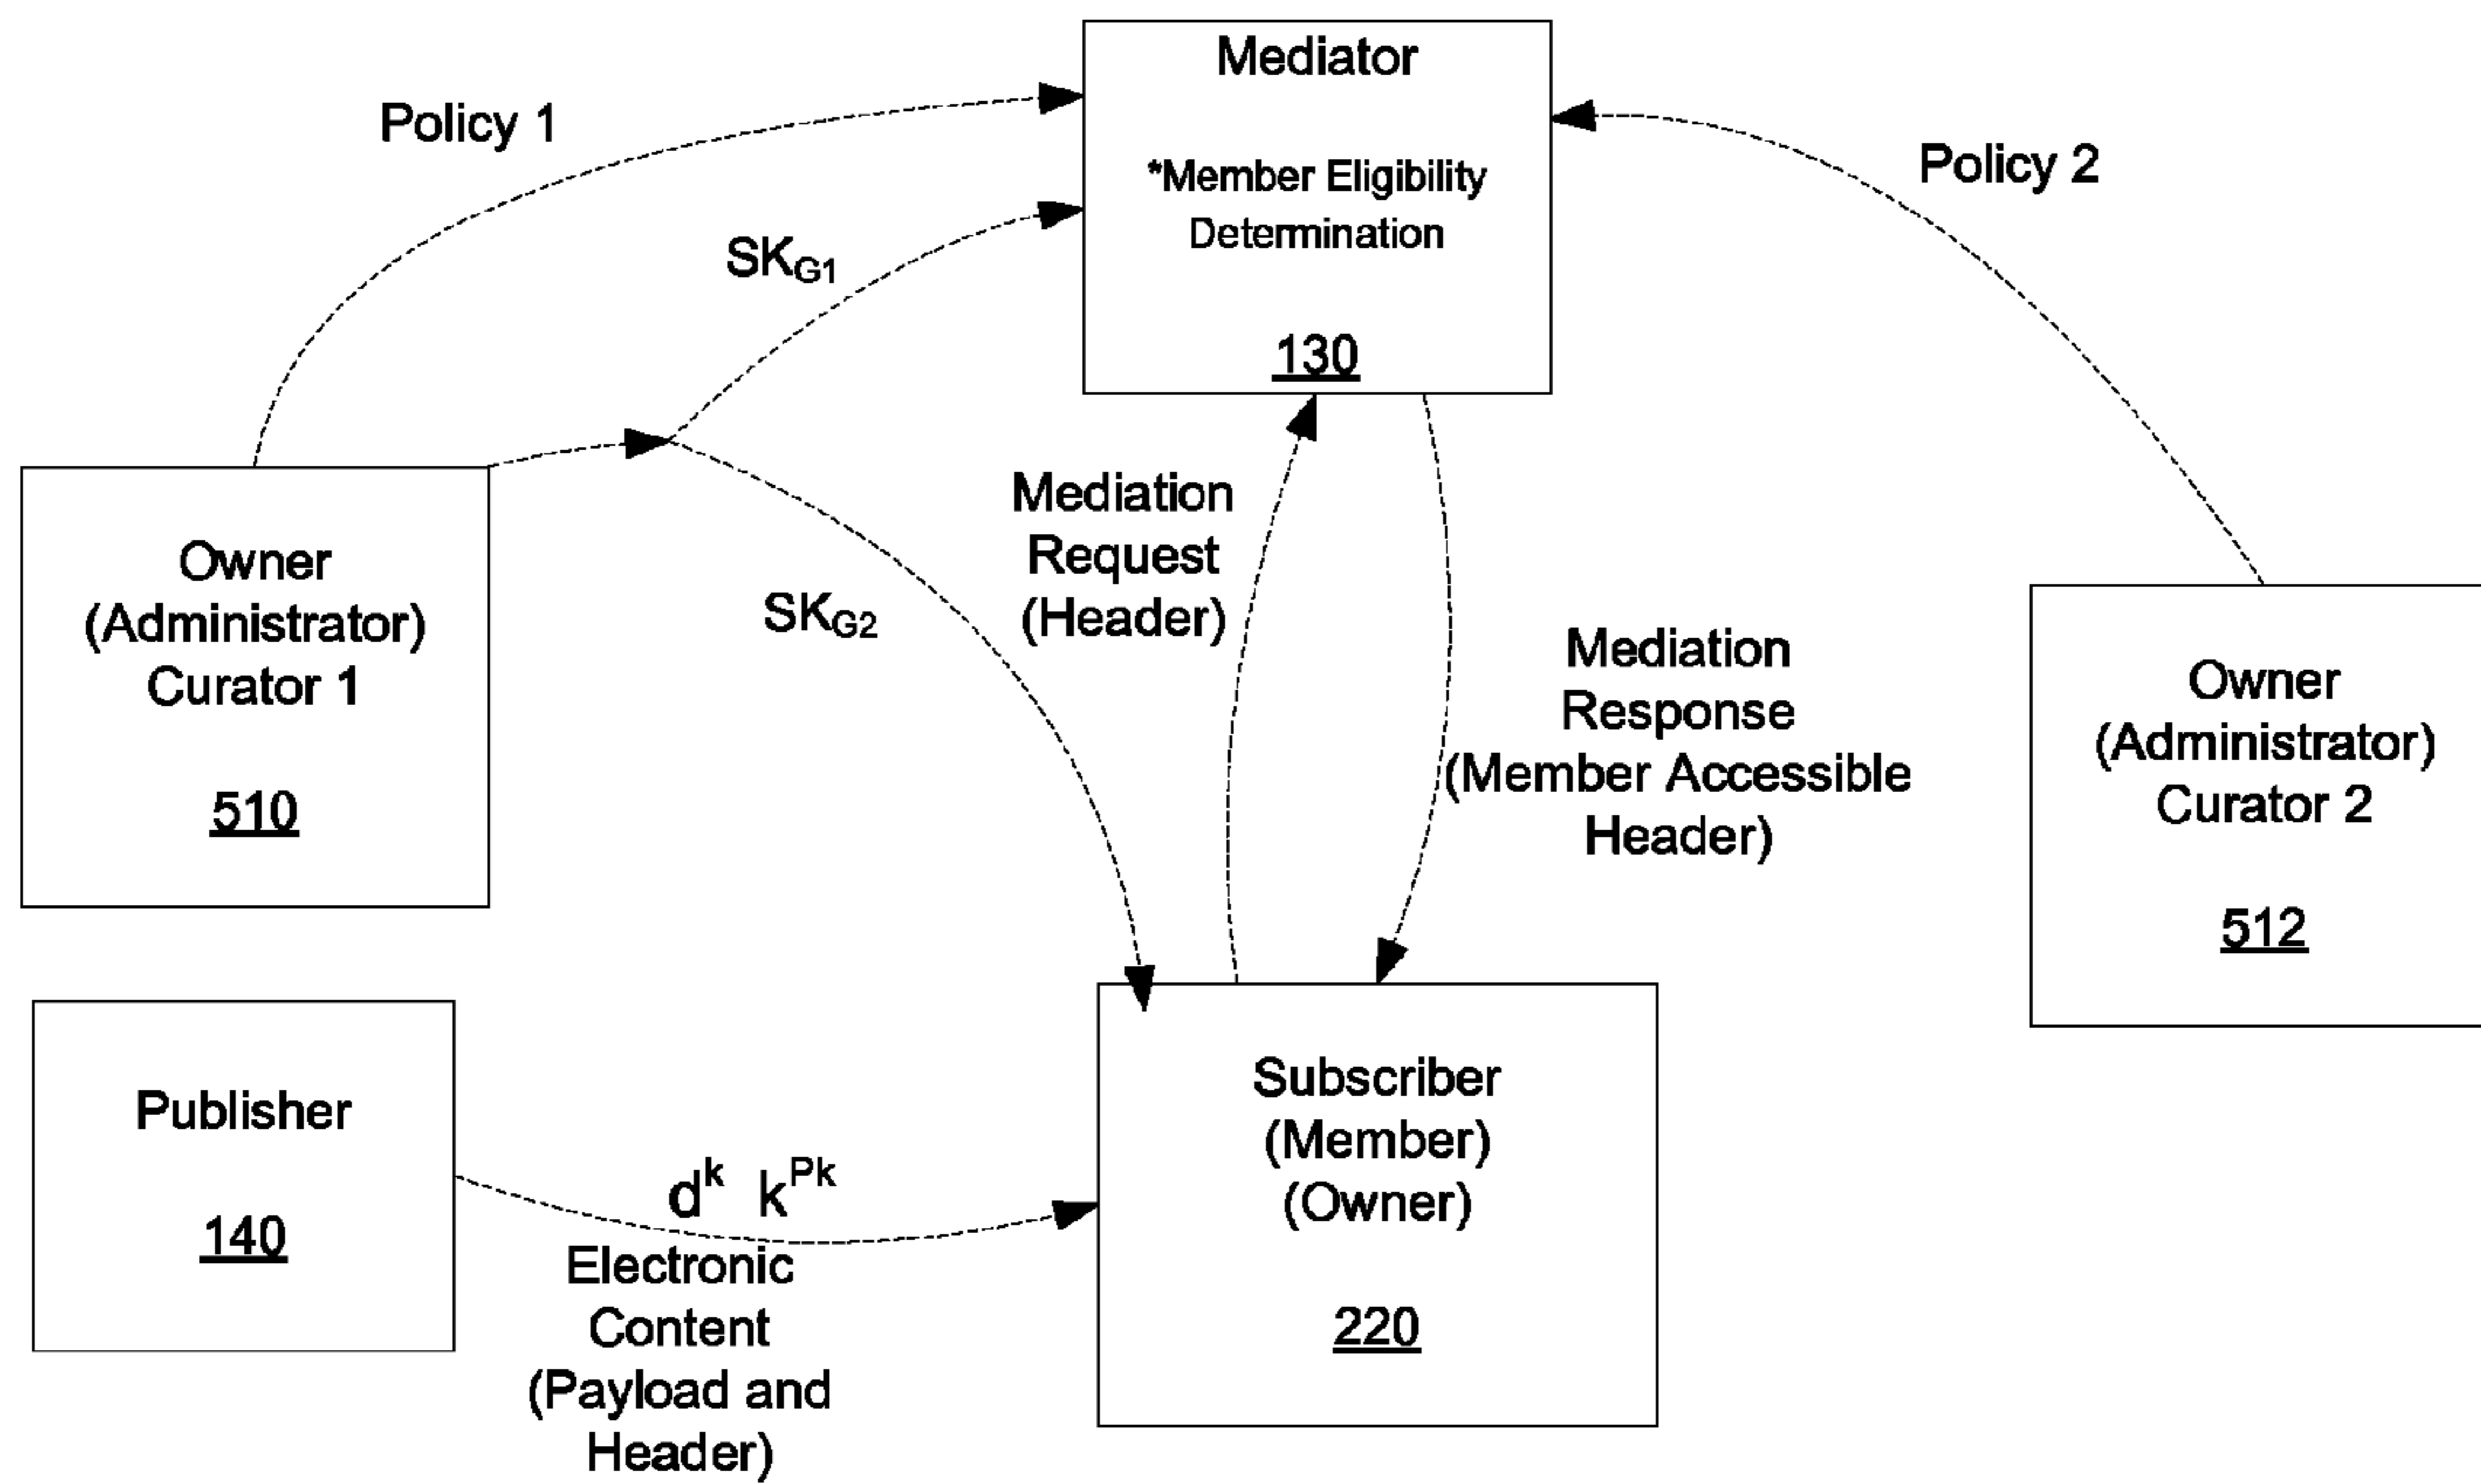 Mediator
*Member Eligibility
Determination
130
Policy 1
Policy 2
SKG1
SKG2
Owner
(Administrator)
Curator 1
510
Mediation
Request
(Header)
Mediation
Response
(Member Accessible
Header)
Owner
(Administrator)
Curator 2
512
Publisher
140
d^k k^Pk
Electronic
Content
(Payload and
Header)
Subscriber
(Member)
(Owner)
220